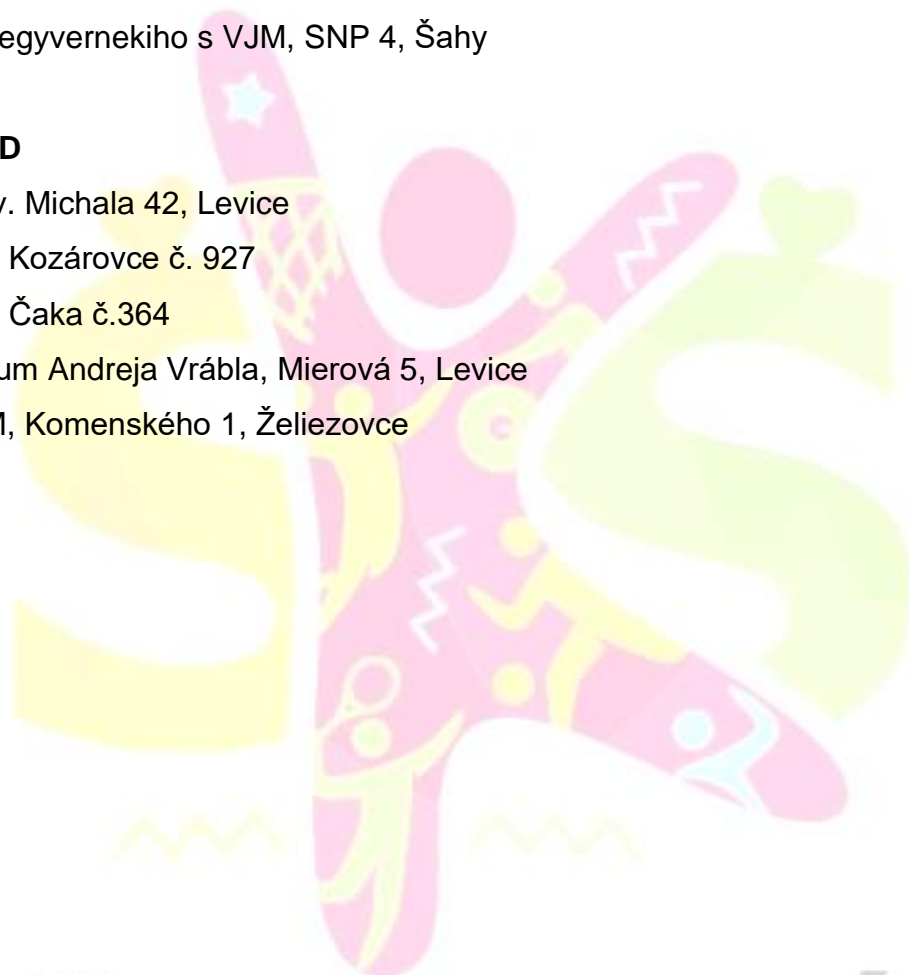 egyvernekiho s VJM, SNP 4, Šahy
D
v. Michala 42, Levice
Kozárovce č. 927
Čaka č.364
um Andreja Vrábla, Mierová 5, Levice
M, Komenského 1, Želiezovce
Š Š